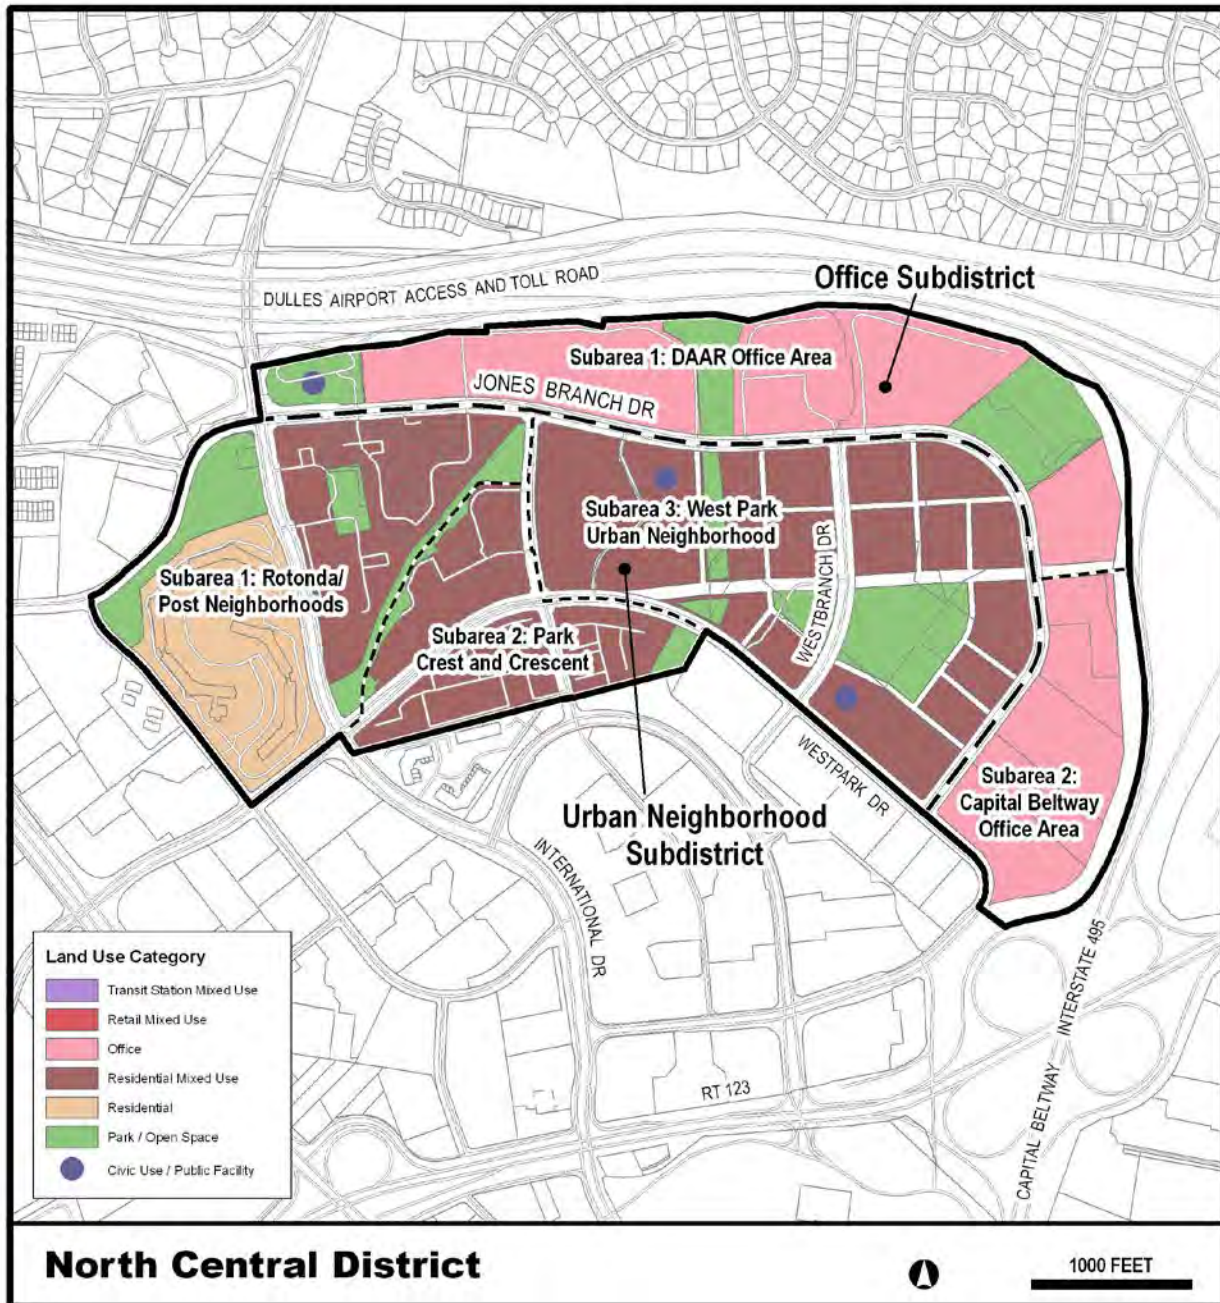 Office Subdistrict
DULLES AIRPORT ACCESS AND TOLL ROAD
Subarea 1: DAAR Office Area
JONES BRANCH DR
Subarea 3: West Park
Urban Neighborhood
WESTBRANCH DR
Subarea 1: Rotonda/
Post Neighborhoods
Subarea 2: Park
Crest and Crescent
WESTPARK DR
Subarea 2:
Capital Beltway
Office Area
Urban Neighborhood
Subdistrict
INTERNATIONAL DR
CAPITAL BELTWAY INTERSTATE 495
RT 123
Land Use Category
Transit Station Mixed Use
Retail Mixed Use
Office
Residential Mixed Use
Residential
Park / Open Space
Civic Use / Public Facility
North Central District
1000 FEET